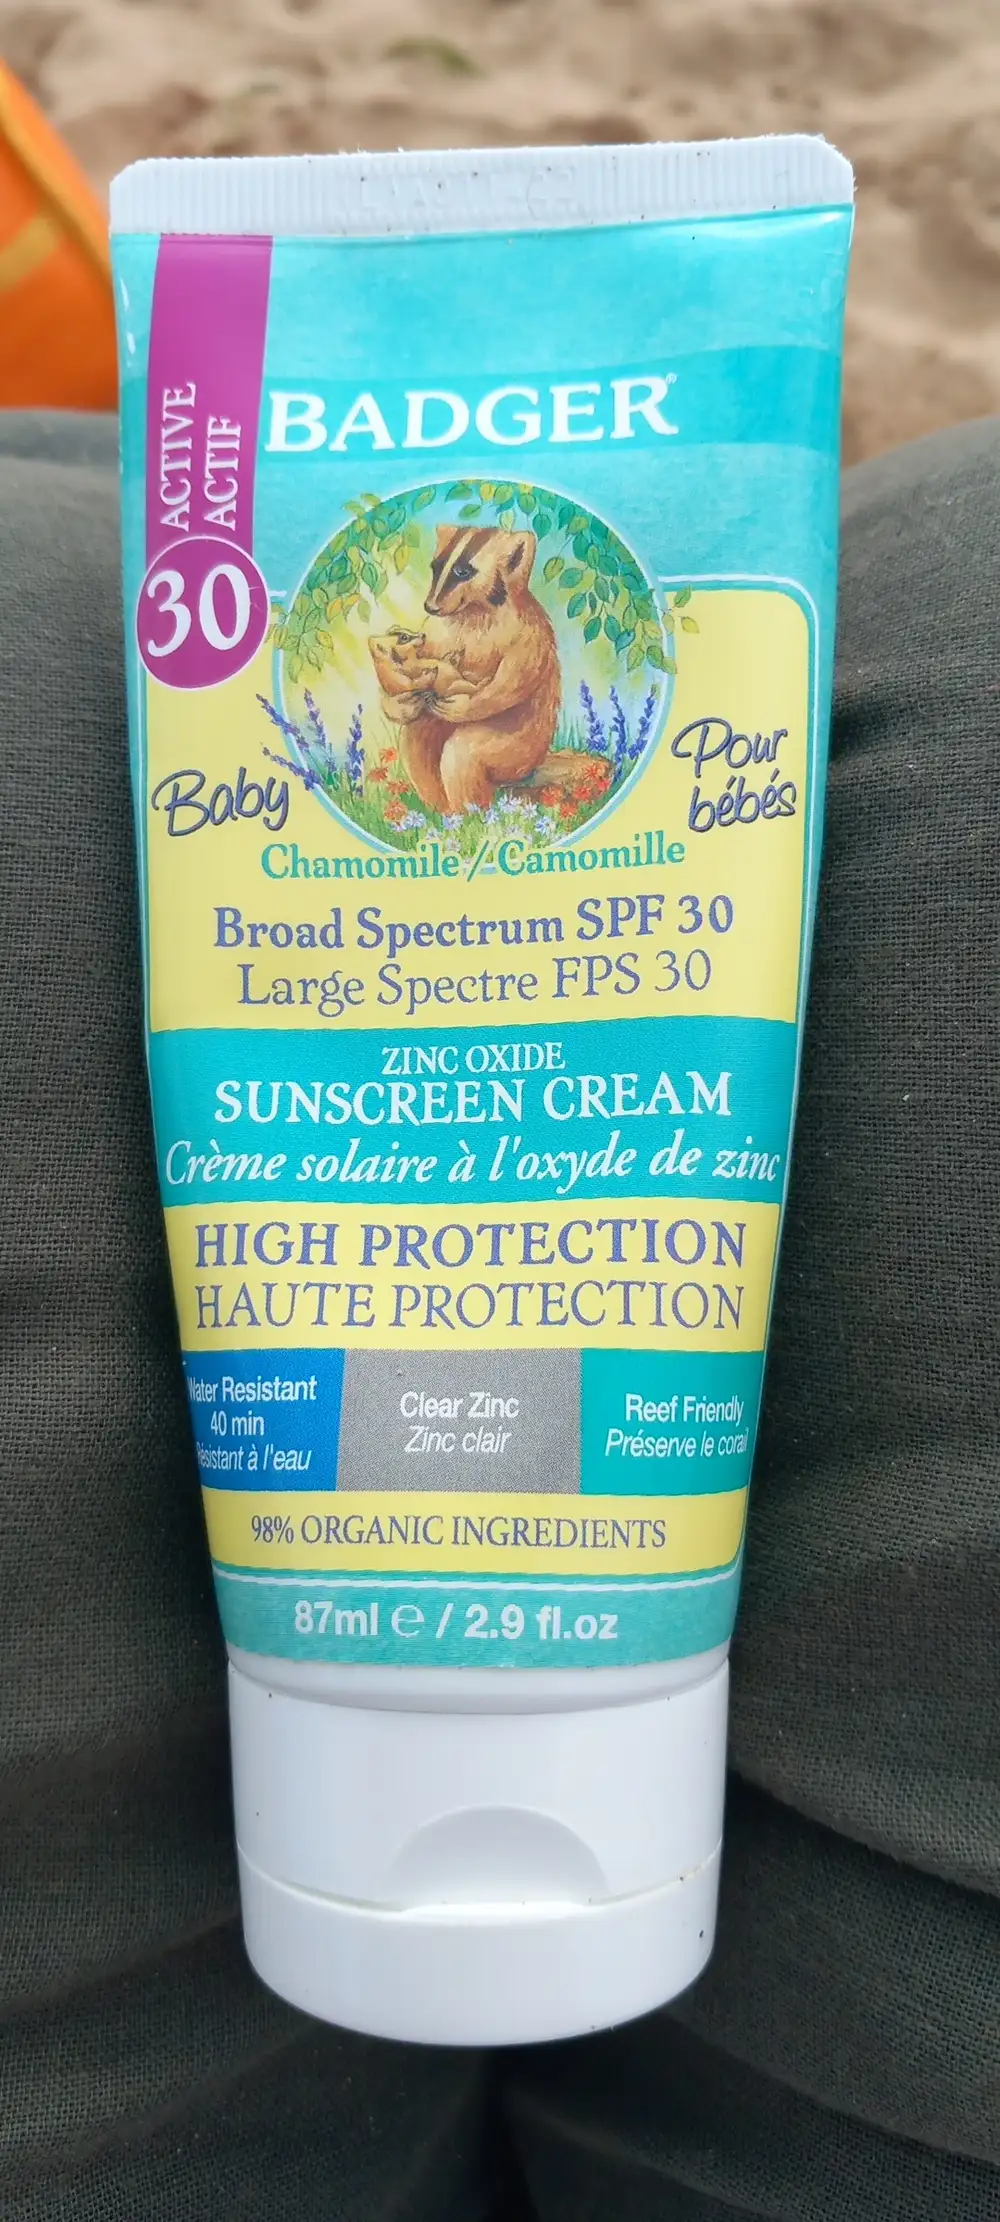 ACTIVE
ACTIF
30
BADGER®
Baby
Pour
bébés
Chamomile / Camomille
Broad Spectrum SPF 30
Large Spectre FPS 30
ZINC OXIDE
SUNSCREEN CREAM
Crème solaire à l'oxyde de zinc
HIGH PROTECTION
HAUTE PROTECTION
Water Resistant
40 min
Résistant à l'eau
Clear Zinc
Zinc clair
Reef Friendly
Préserve le corail
98% ORGANIC INGREDIENTS
87ml ℮ / 2.9 fl.oz